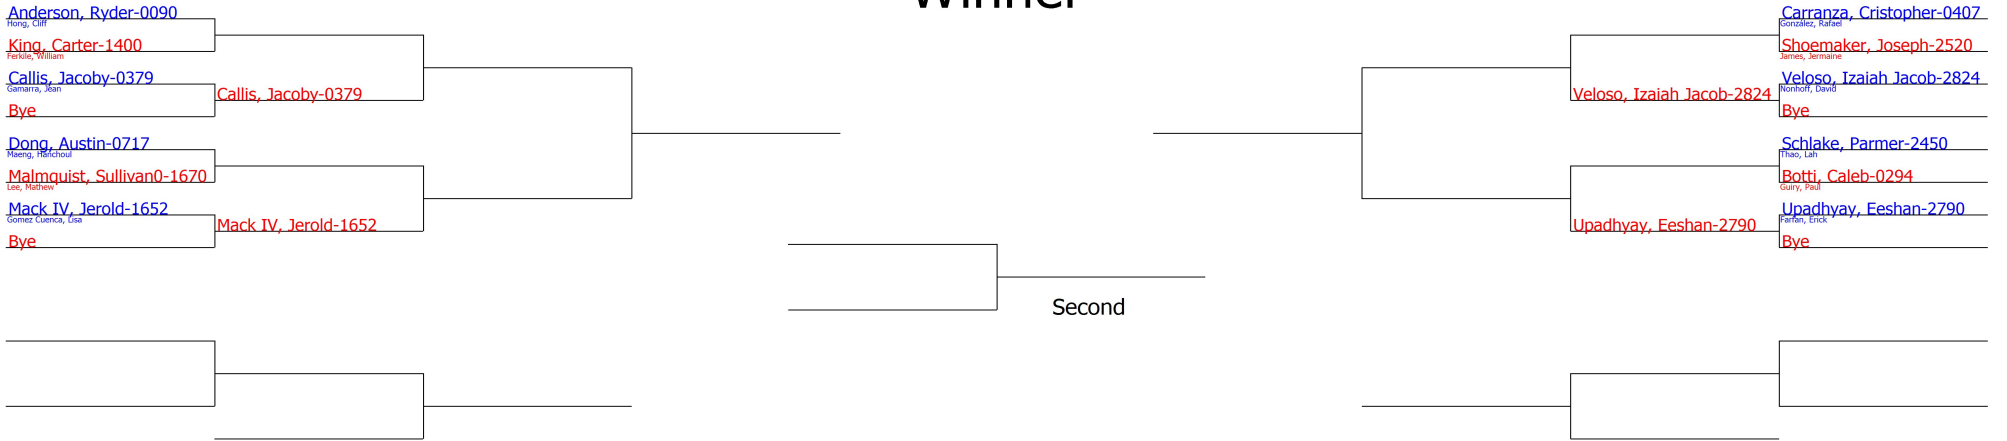 Winner
Anderson, Ryder-0090
Hong, Cliff
King, Carter-1400
Ferkile, William
Callis, Jacoby-0379
Gamarra, Jean
Bye
Callis, Jacoby-0379
Dong, Austin-0717
Maeng, Hanchoul
Malmquist, Sullivan0-1670
Lee, Mathew
Mack IV, Jerold-1652
Gomez Cuenca, Lisa
Bye
Mack IV, Jerold-1652
Second
Carranza, Cristopher-0407
González, Rafael
Shoemaker, Joseph-2520
James, Jermaine
Veloso, Izaiah Jacob-2824
Nonhoff, David
Bye
Veloso, Izaiah Jacob-2824
Schlake, Parmer-2450
Thao, Lah
Botti, Caleb-0294
Guiry, Paul
Upadhyay, Eeshan-2790
Farfan, Erick
Bye
Upadhyay, Eeshan-2790